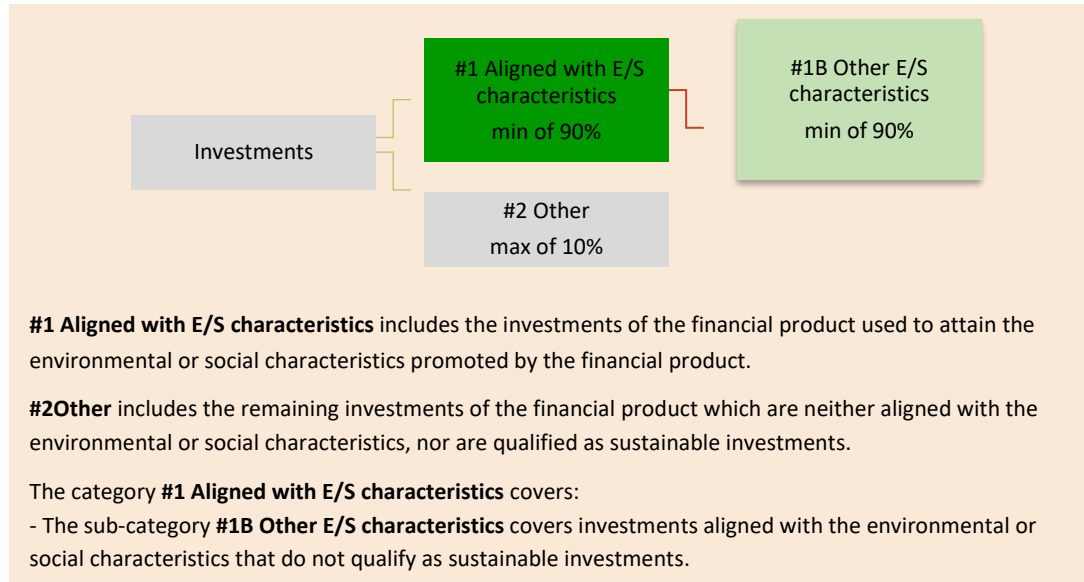 #1 Aligned with E/S
characteristics
min of 90%
#1B Other E/S
characteristics
min of 90%
Investments
#2 Other
max of 10%
#1 Aligned with E/S characteristics includes the investments of the financial product used to attain the
environmental or social characteristics promoted by the financial product.
#2Other includes the remaining investments of the financial product which are neither aligned with the
environmental or social characteristics, nor are qualified as sustainable investments.
The category #1 Aligned with E/S characteristics covers:
- The sub-category #1B Other E/S characteristics covers investments aligned with the environmental or
social characteristics that do not qualify as sustainable investments.